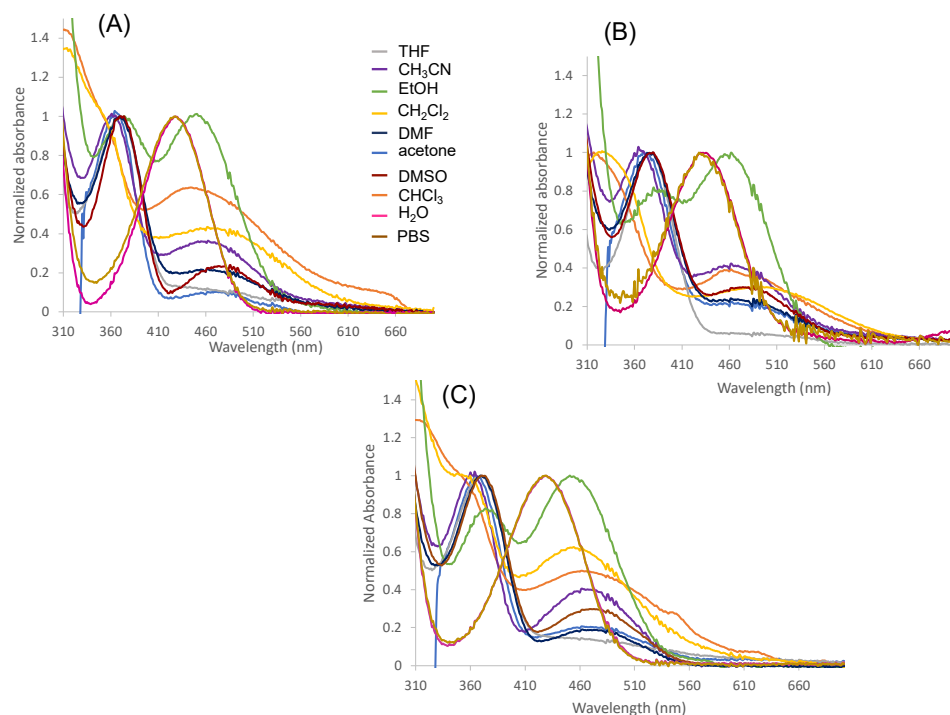 (A)
Normalized absorbance
1.4
1.2
1
0.8
0.6
0.4
0.2
0
310 360 410 460 510 560 610 660
Wavelength (nm)
THF
CH₃CN
EtOH
CH₂Cl₂
DMF
acetone
DMSO
CHCl₃
H₂O
PBS
(B)
Normalized absorbance
1.4
1.2
1
0.8
0.6
0.4
0.2
0
310 360 410 460 510 560 610 660
Wavelength (nm)
(C)
Normalized Absorbance
1.4
1.2
1
0.8
0.6
0.4
0.2
0
310 360 410 460 510 560 610 660
Wavelength (nm)